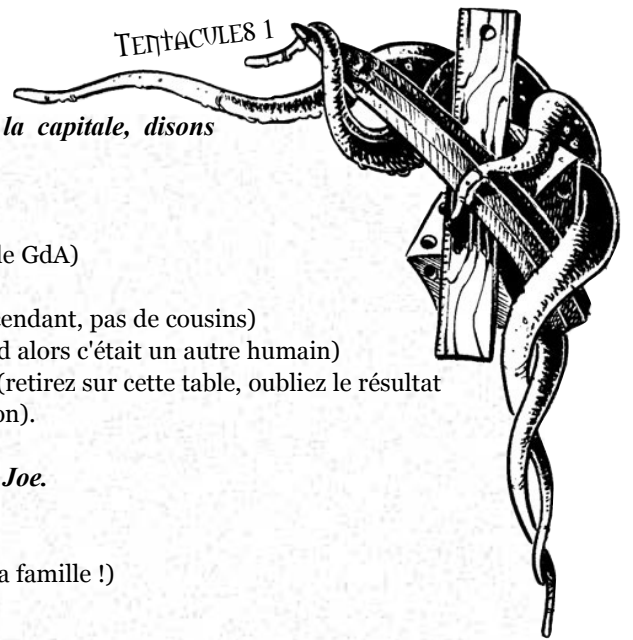 TENTACULES 1
la capitale, disons
le GdA)
cendant, pas de cousins)
d alors c'était un autre humain)
(retirez sur cette table, oubliez le résultat
on).
Joe.
a famille !)